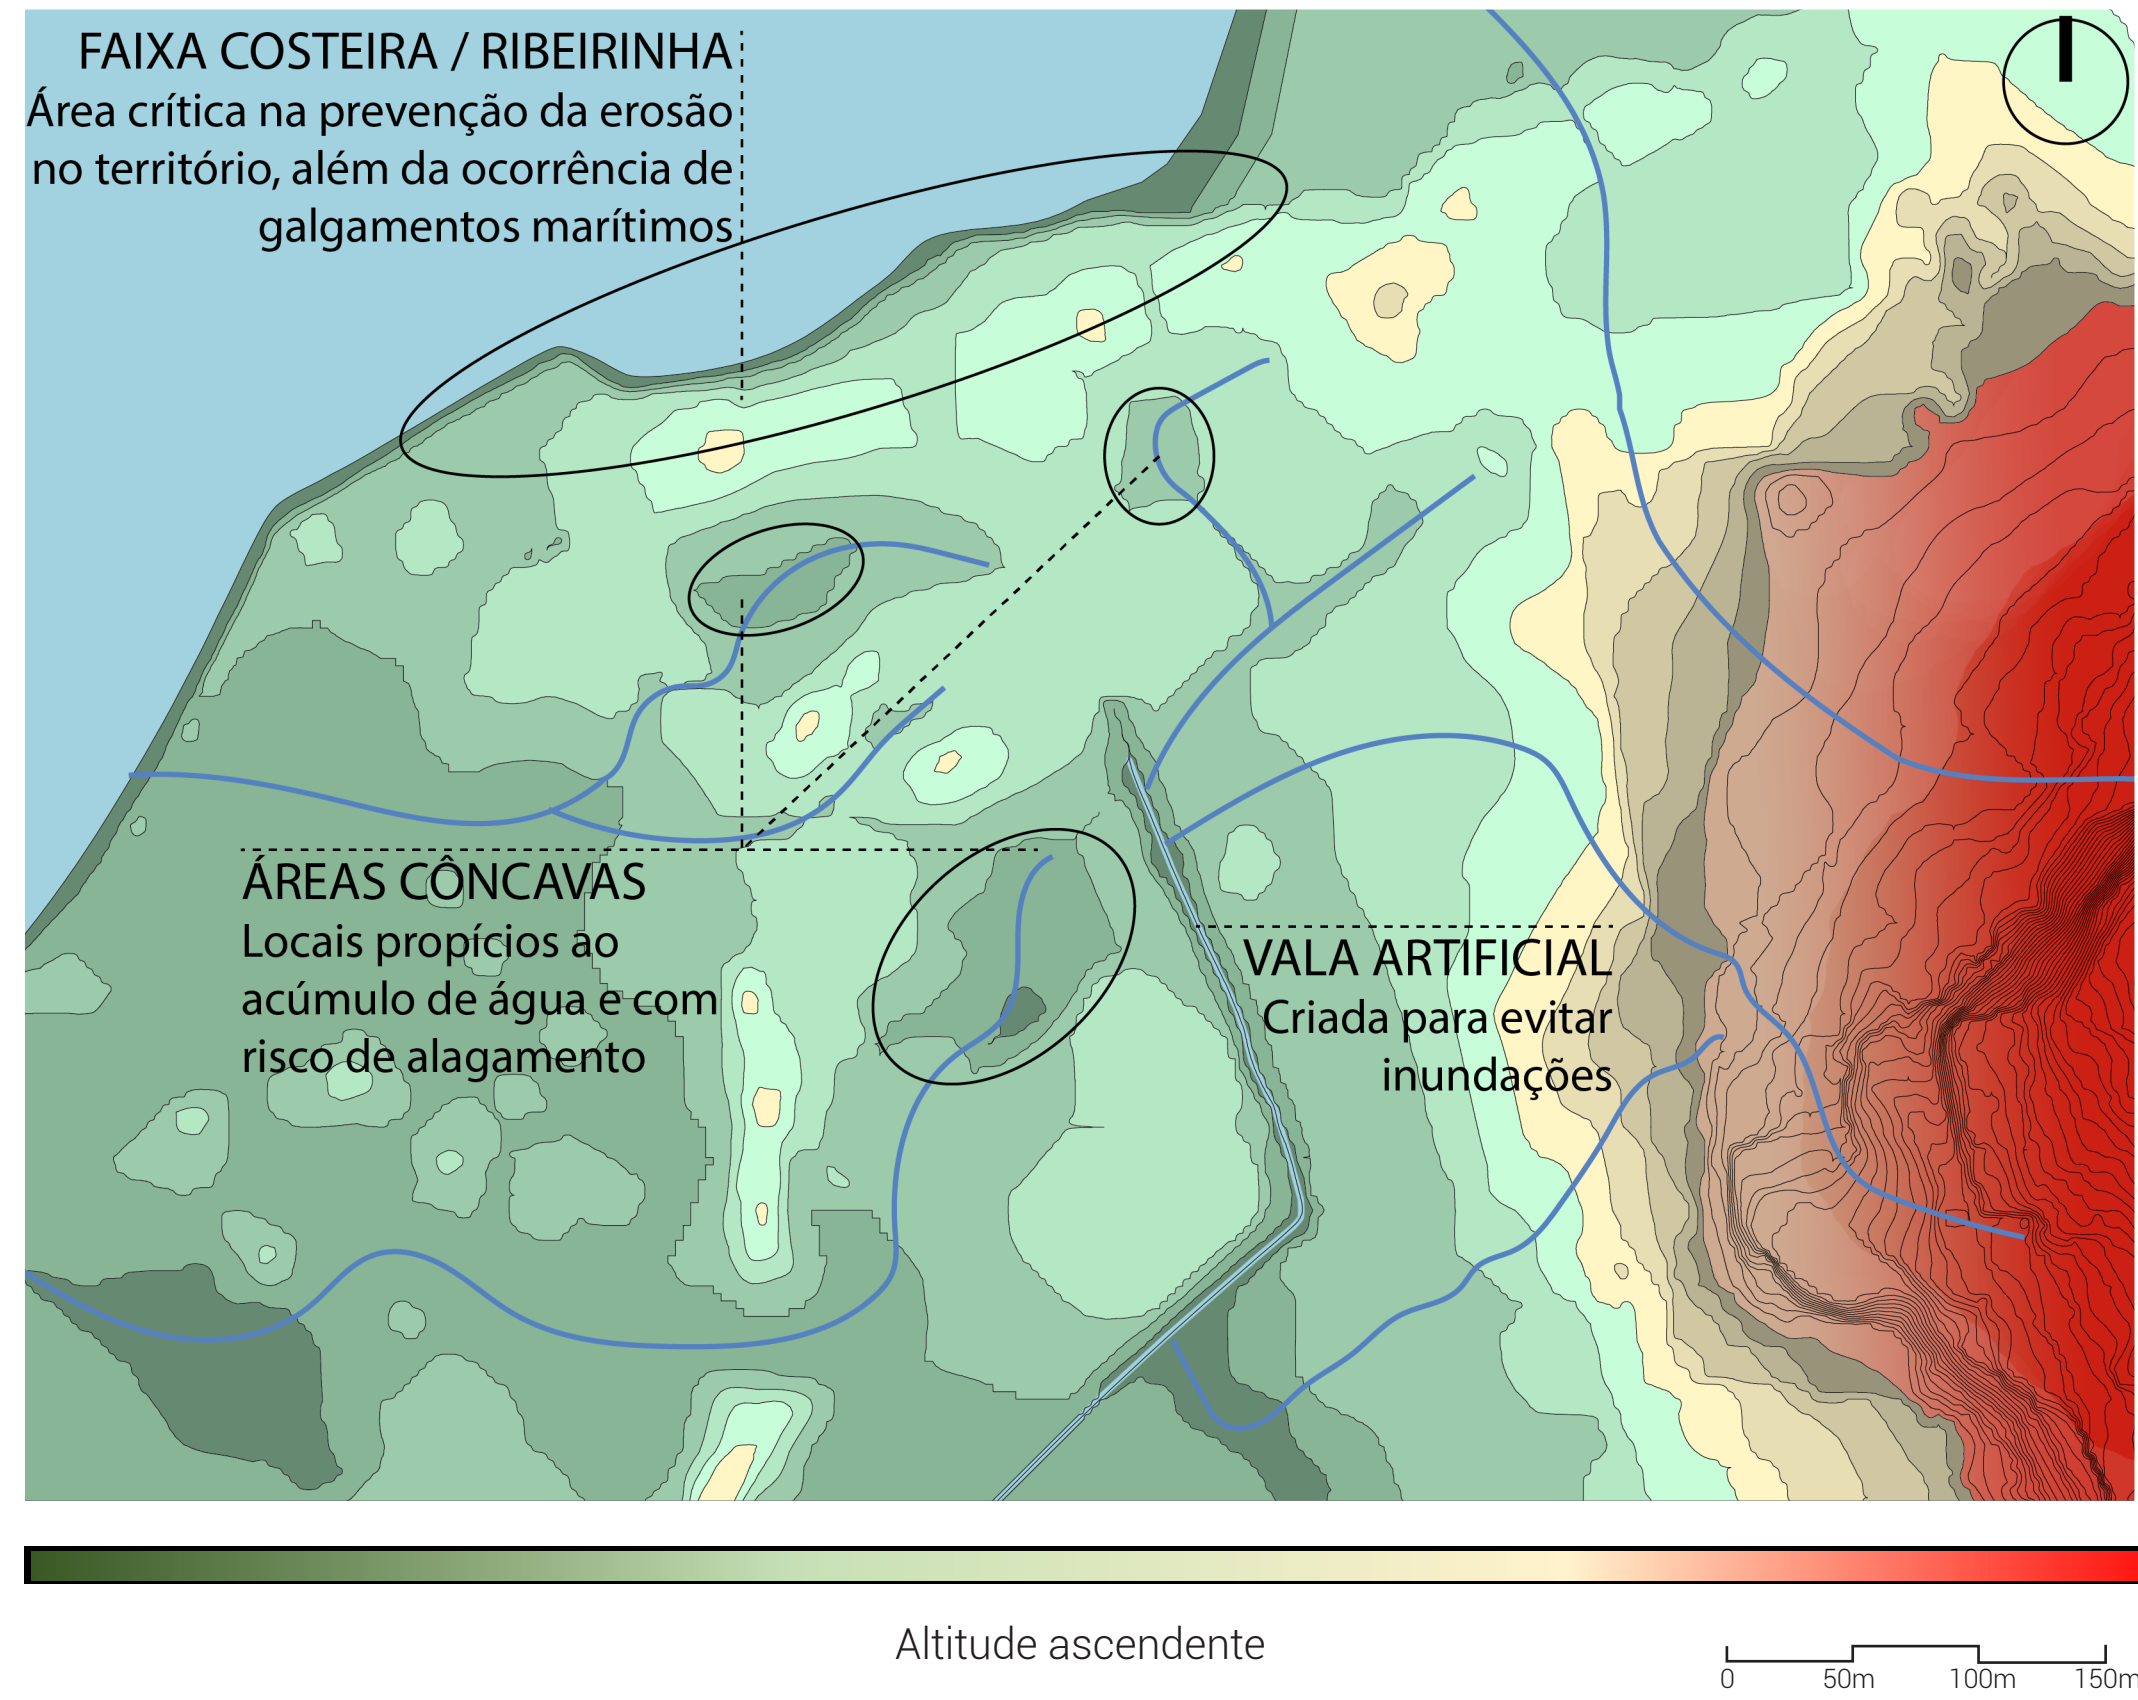 FAIXA COSTEIRA / RIBEIRINHA
Área crítica na prevenção da erosão
no território, além da ocorrência de
galgamentos marítimos
ÁREAS CÔNCAVAS
Locais propícios ao
acúmulo de água e com
risco de alagamento
VALA ARTIFICIAL
Criada para evitar
inundações
Altitude ascendente
0 50m 100m 150m